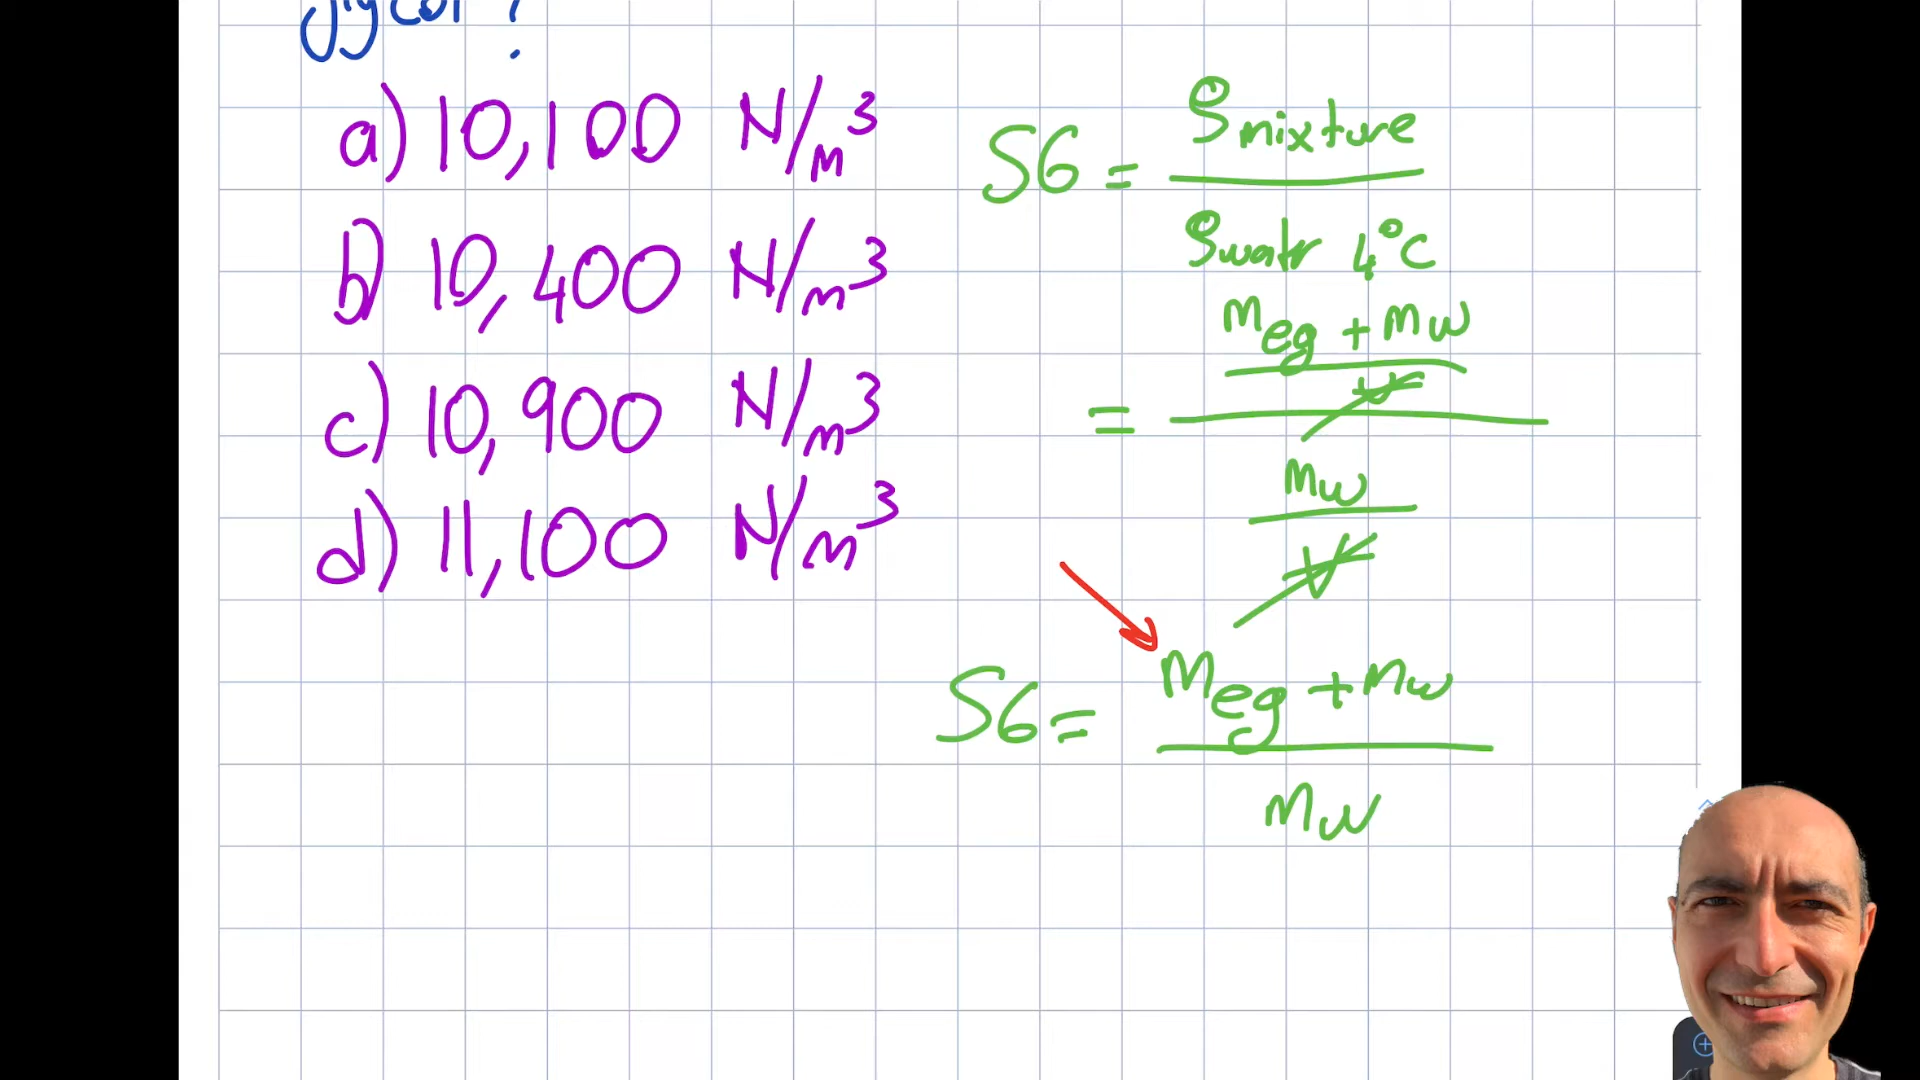 glycol ?
a) 10,100 N/m³
b) 10,400 N/m³
c) 10,900 N/m³
d) 11,100 N/m³
SG = ρmixture / ρwatr 4°C
= (meg + mw / V) / (mw / V)
SG = meg + mw / mw